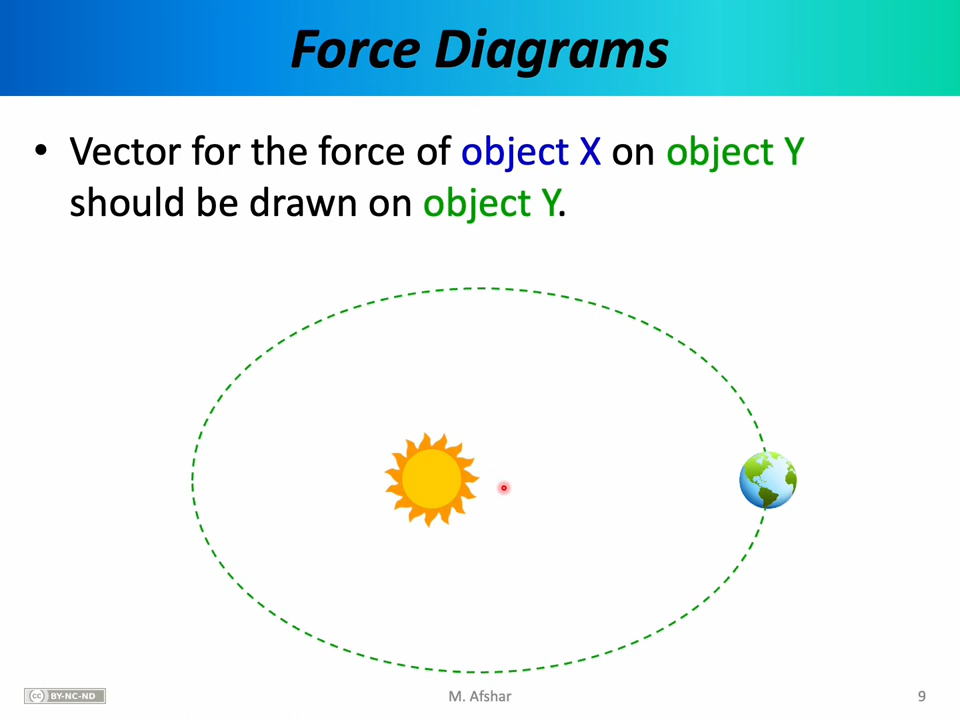 Force Diagrams
• Vector for the force of object X on object Y
should be drawn on object Y.
cc BY-NC-ND
M. Afshar
9